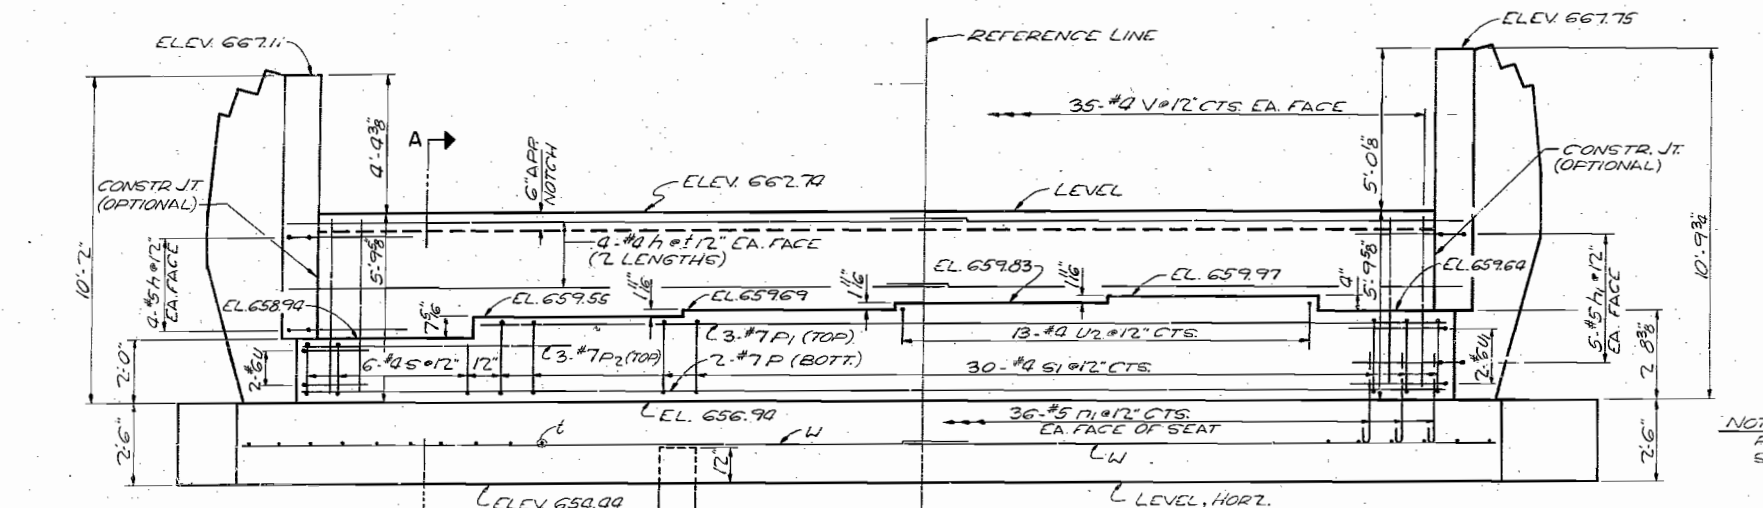 ELEV. 667.75
ELEV. 667.11
REFERENCE LINE
35-#4 V@12" CTS. EA. FACE
A
4'-4 3/8"
6" APP.
NOTCH
5'-0 1/8"
CONSTR. JT.
(OPTIONAL)
CONSTR. JT.
(OPTIONAL)
ELEV. 662.74
LEVEL
10'-2"
4-#5 h@12"
EA. FACE
5'-9 5/8"
4-#4 h@±12" EA. FACE
(2 LENGTHS)
EL. 659.83
EL. 659.97
EL. 659.64
5'-9 5/8"
10'-9 3/4"
5-#5 h1@12"
EA. FACE
EL. 658.94
EL. 659.55
EL. 659.69
1 11/16"
1 11/16"
1 11/16"
4"
7 5/16"
3-#7 P1 (TOP)
13-#4 U2@12" CTS.
2'-0"
2-#6 U
6-#4 S@12"
12"
3-#7 P2 (TOP)
2-#7 P (BOTT.)
30-#4 S1@12" CTS.
2-#6 U1
2 8 3/8"
EL. 656.94
36-#5 n1@12" CTS.
EA. FACE OF SEAT
2'-6"
t
W
12"
W
2'-6"
ELEV. 654.44
LEVEL, HORZ.